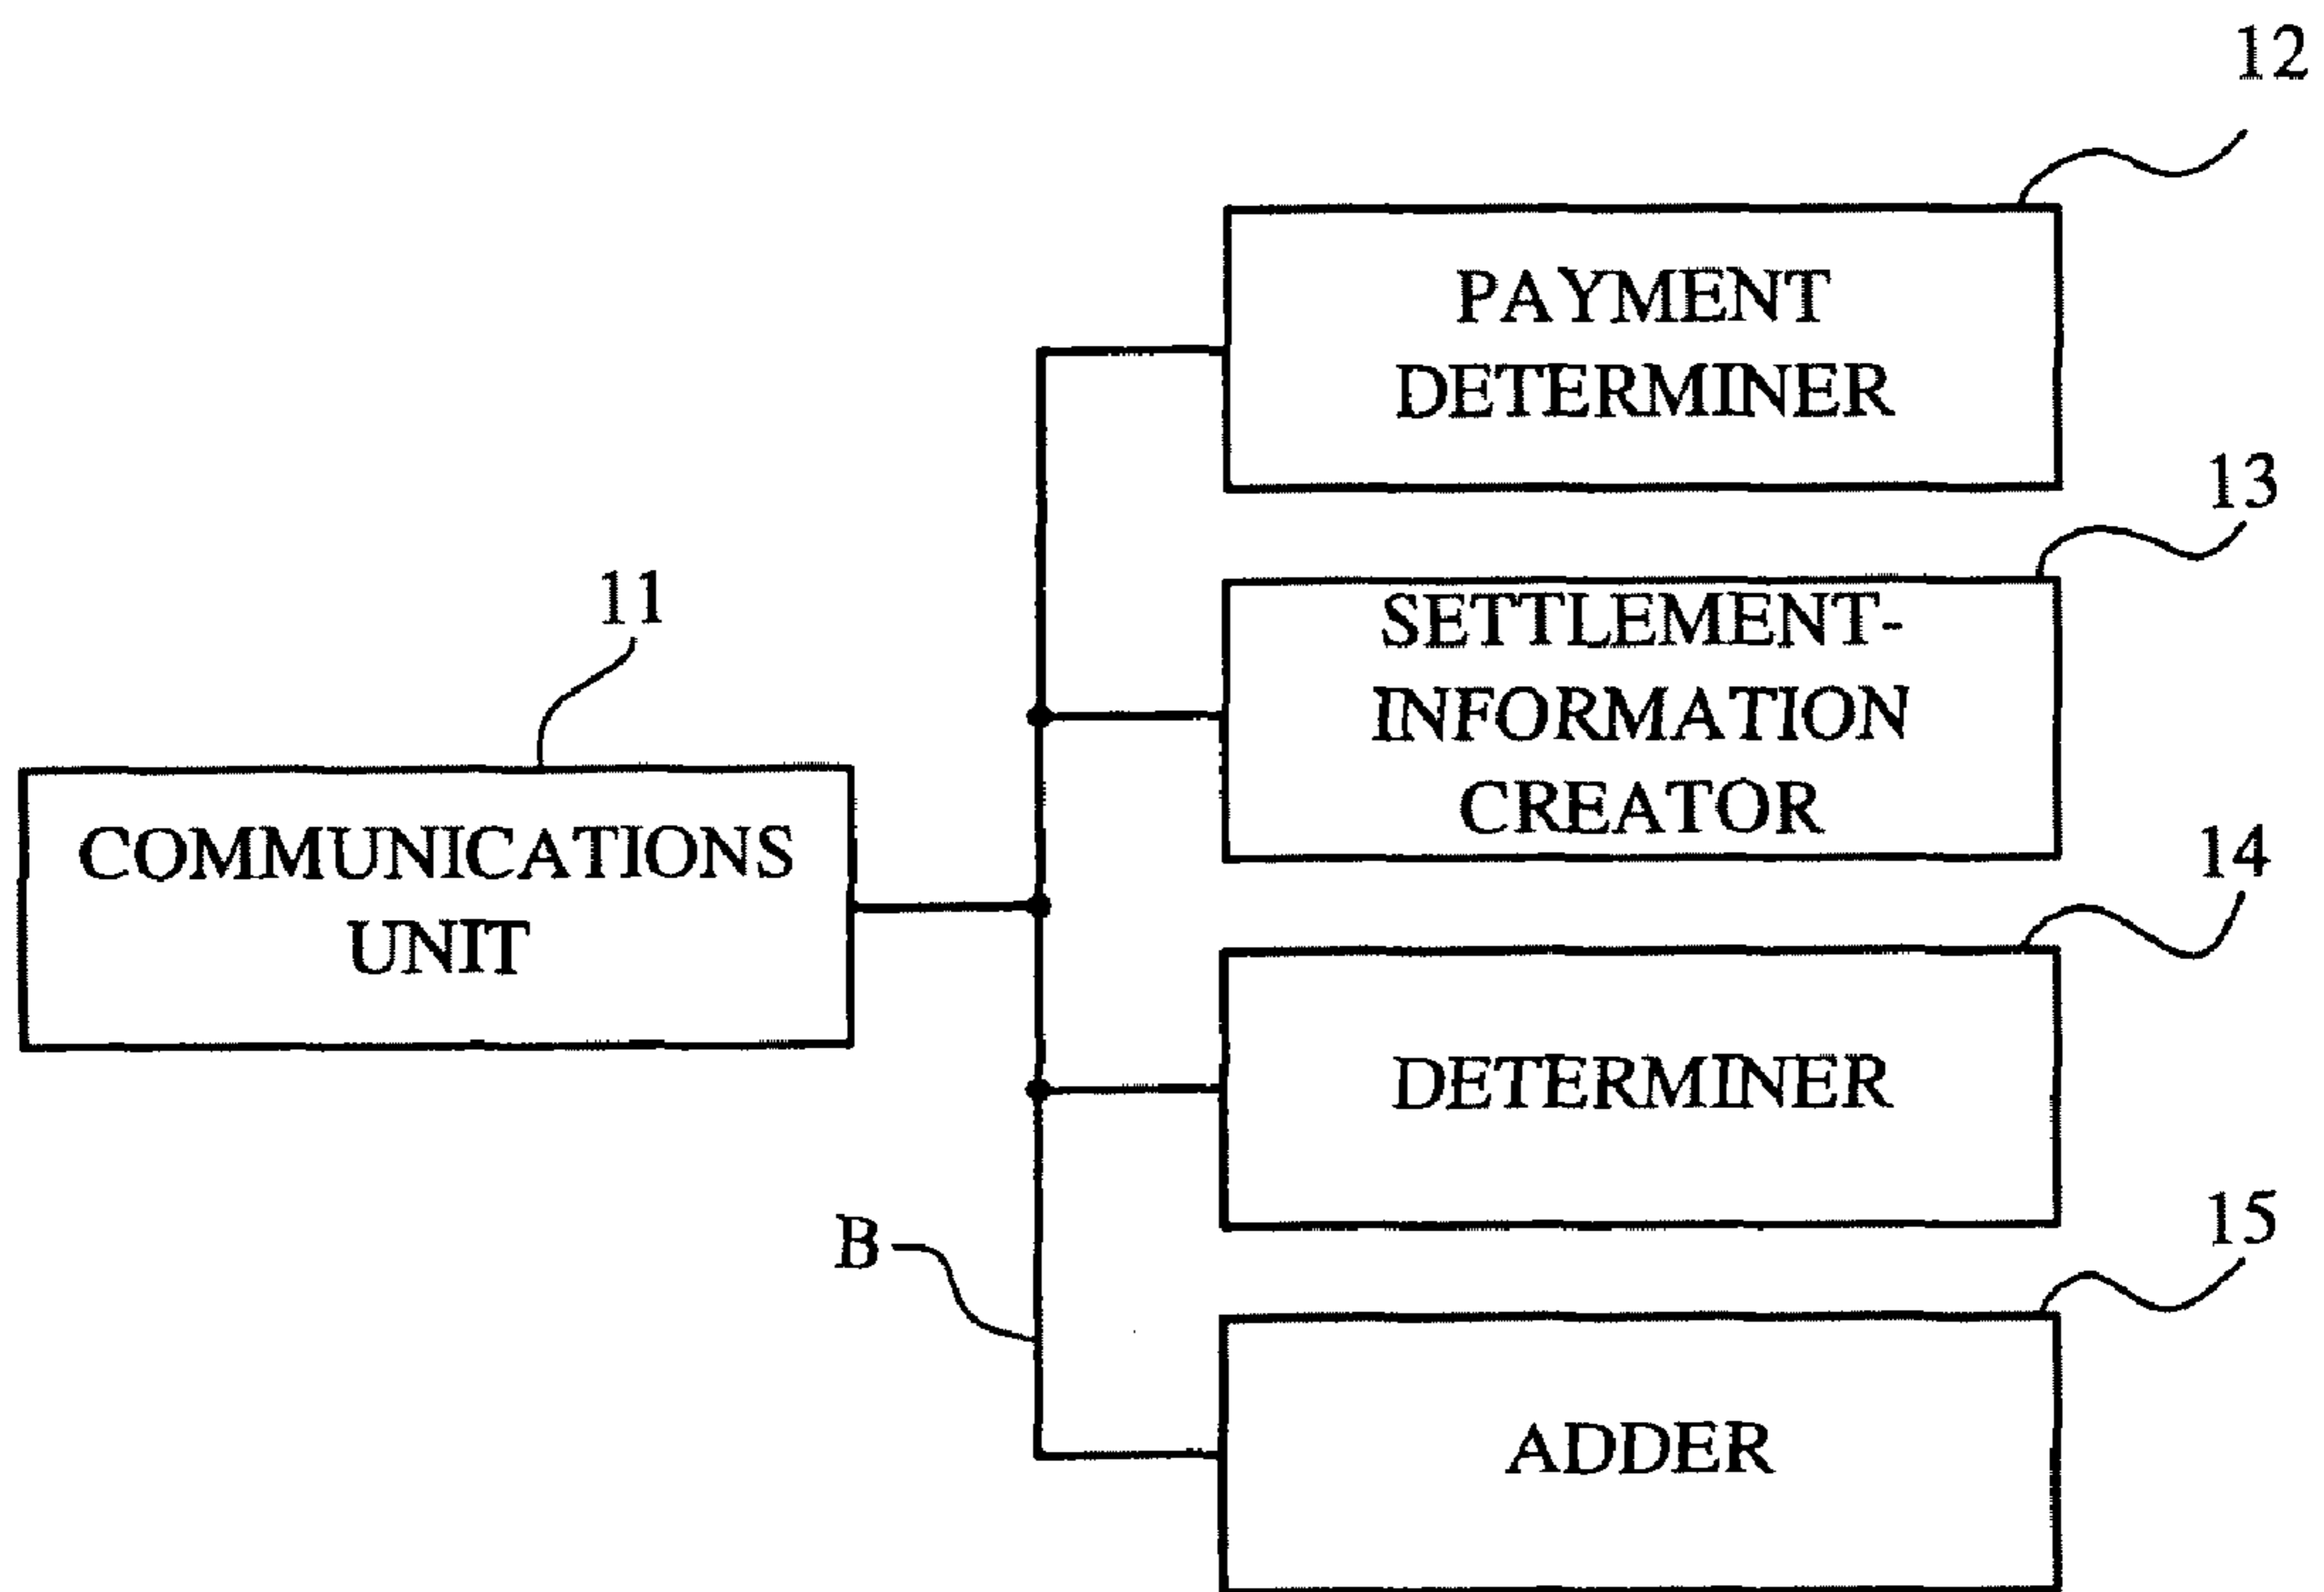 12
PAYMENT
DETERMINER
13
SETTLEMENT-
INFORMATION
CREATOR
11
COMMUNICATIONS
UNIT
14
DETERMINER
B
15
ADDER